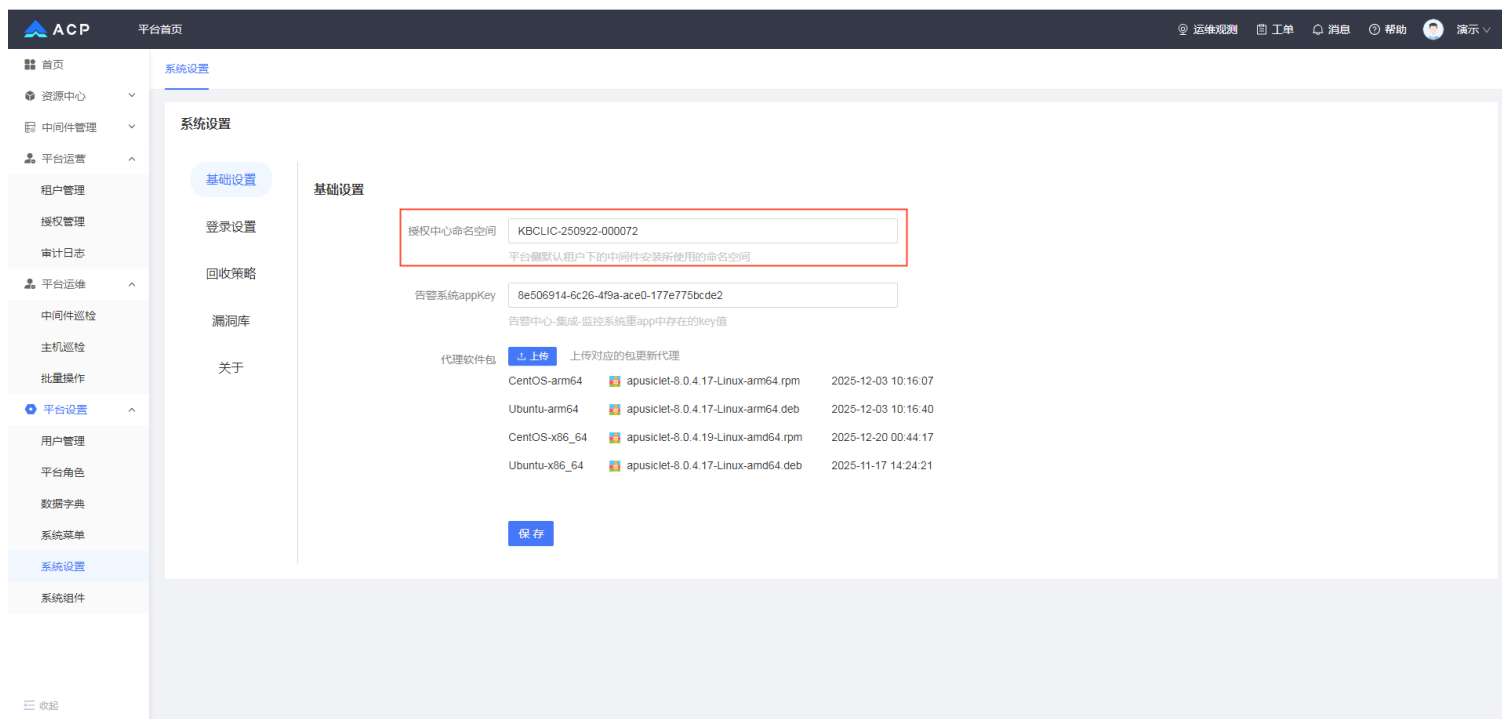 ACP 平台首页 运维观测 工单 消息 帮助 演示
首页
资源中心
中间件管理
平台运营
租户管理
授权管理
审计日志
平台运维
中间件巡检
主机巡检
批量操作
平台设置
用户管理
平台角色
数据字典
系统菜单
系统设置
系统组件
收起
系统设置
系统设置
基础设置
登录设置
回收策略
漏洞库
关于
基础设置
授权中心命名空间 KBCLIC-250922-000072
平台侧默认租户下的中间件安装所使用的命名空间
告警系统appKey 8e506914-6c26-4f9a-ace0-177e775bcde2
告警中心-集成-监控系统重app中存在的key值
代理软件包 上传 上传对应的包更新代理
CentOS-arm64 apusiclet-8.0.4.17-Linux-arm64.rpm 2025-12-03 10:16:07
Ubuntu-arm64 apusiclet-8.0.4.17-Linux-arm64.deb 2025-12-03 10:16:40
CentOS-x86_64 apusiclet-8.0.4.19-Linux-amd64.rpm 2025-12-20 00:44:17
Ubuntu-x86_64 apusiclet-8.0.4.17-Linux-amd64.deb 2025-11-17 14:24:21
保存